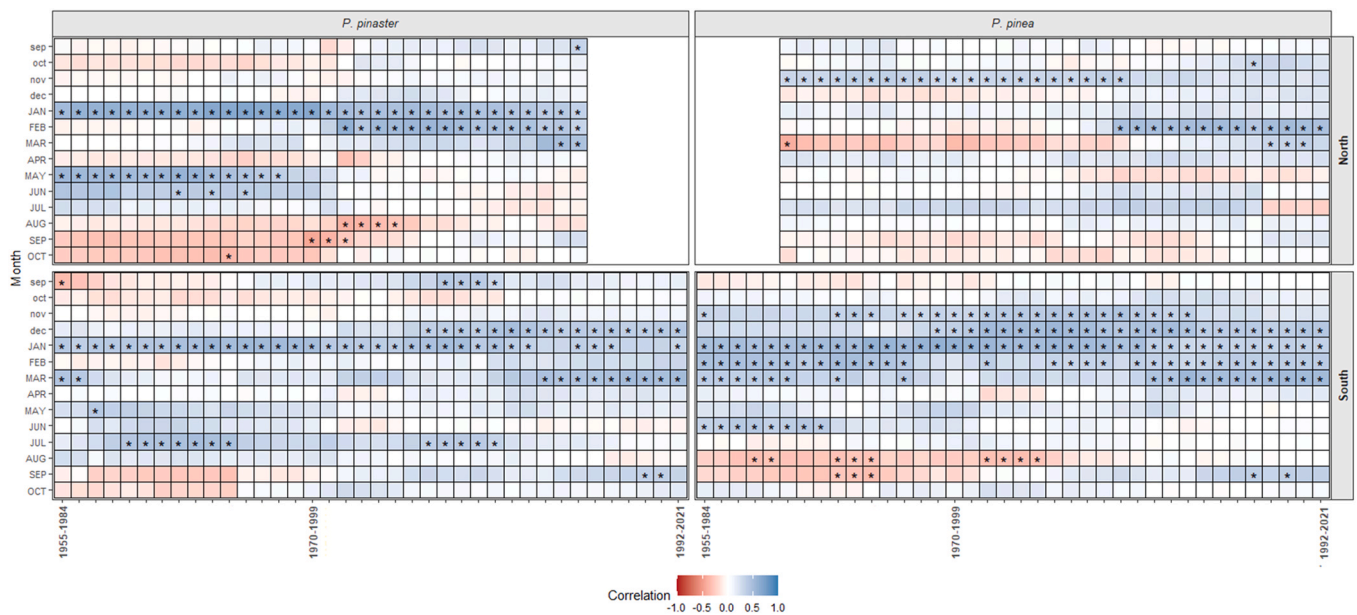 P. pinaster
P. pinea
sep
oct
nov
dec
JAN
FEB
MAR
APR
MAY
JUN
JUL
AUG
SEP
OCT
North
Month
sep
oct
nov
dec
JAN
FEB
MAR
APR
MAY
JUN
JUL
AUG
SEP
OCT
South
1955-1984
1970-1999
1992-2021
1955-1984
1970-1999
1992-2021
Correlation
-1.0 -0.5 0.0 0.5 1.0